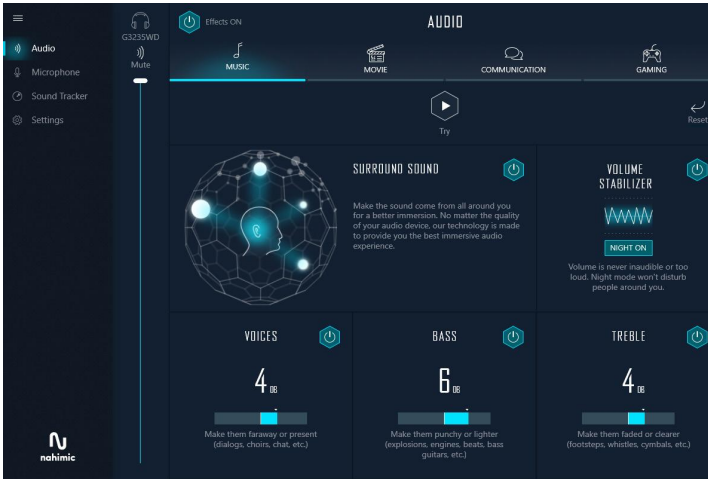 Audio
Microphone
Sound Tracker
Settings
nahimic
G3235WD
Mute
Effects ON
AUDIO
MUSIC
MOVIE
COMMUNICATION
GAMING
Try
Reset
SURROUND SOUND
Make the sound come from all around you
for a better immersion. No matter the quality
of your audio device, our technology is made
to provide you the best immersive audio
experience.
VOLUME
STABILIZER
NIGHT ON
Volume is never inaudible or too
loud. Night mode won't disturb
people around you.
VOICES
4 DB
Make them faraway or present
(dialogs, choirs, chat, etc.)
BASS
6 DB
Make them punchy or lighter
(explosions, engines, beats, bass
guitars, etc.)
TREBLE
4 DB
Make them faded or clearer
(footsteps, whistles, cymbals, etc.)